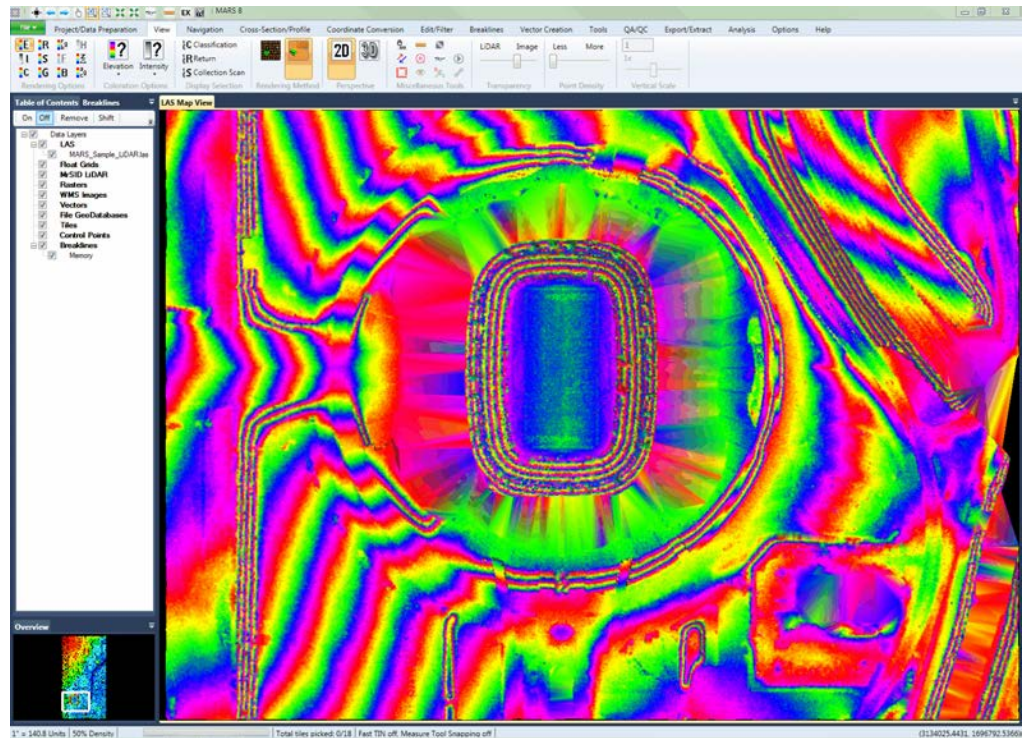 EX MARS 8
File Project/Data Preparation View Navigation Cross-Section/Profile Coordinate Conversion Edit/Filter Breaklines Vector Creation Tools QA/QC Export/Extract Analysis Options Help
E R H C Classification 2D 3D LiDAR Image Less More 1
I S F E R Return 1x
C G B Elevation Intensity S Collection Scan
Rendering Options Coloration Options Display Selection Rendering Method Perspective Miscellaneous Tools Transparency Point Density Vertical Scale
Table of Contents Breaklines LAS Map View
On Off Remove Shift
Data Layers
LAS
MARS_Sample_LiDAR.las
Float Grids
MrSID LiDAR
Rasters
WMS Images
Vectors
File GeoDatabases
Tiles
Control Points
Breaklines
Memory
Overview
1" = 140.8 Units 50% Density Total tiles picked: 0/18 Fast TIN off, Measure Tool Snapping off (3134025.4431, 1696792.5366)